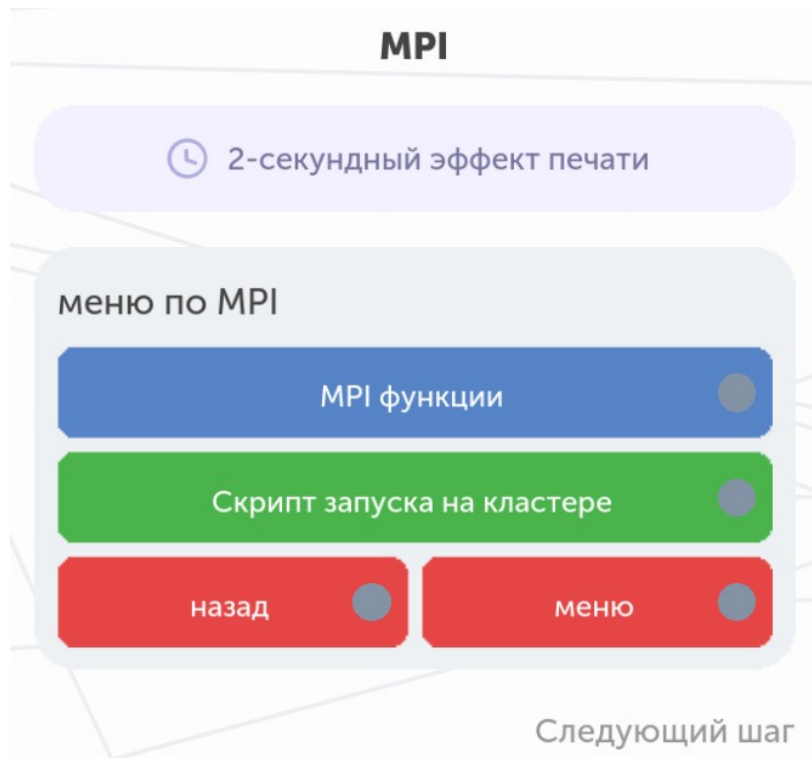 MPI
2-секундный эффект печати
меню по MPI
MPI функции
Скрипт запуска на кластере
назад меню
Следующий шаг